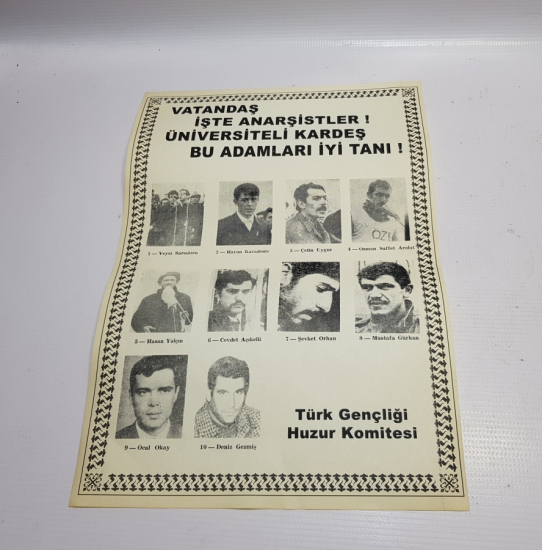 VATANDAŞ
İŞTE ANARŞİSTLER !
ÜNİVERSİTELİ KARDEŞ
BU ADAMLARI İYİ TANI !
1 — Veysi Sarısözen
2 — Harun Karadeniz
3 — Çetin Uygur
4 — Osman Saffet Arolat
5 — Hasan Yalçın
6 — Cevdet Açıkelli
7 — Şevket Orhan
8 — Mustafa Gürkan
9 — Öcal Okay
10 — Deniz Gezmiş
Türk Gençliği
Huzur Komitesi